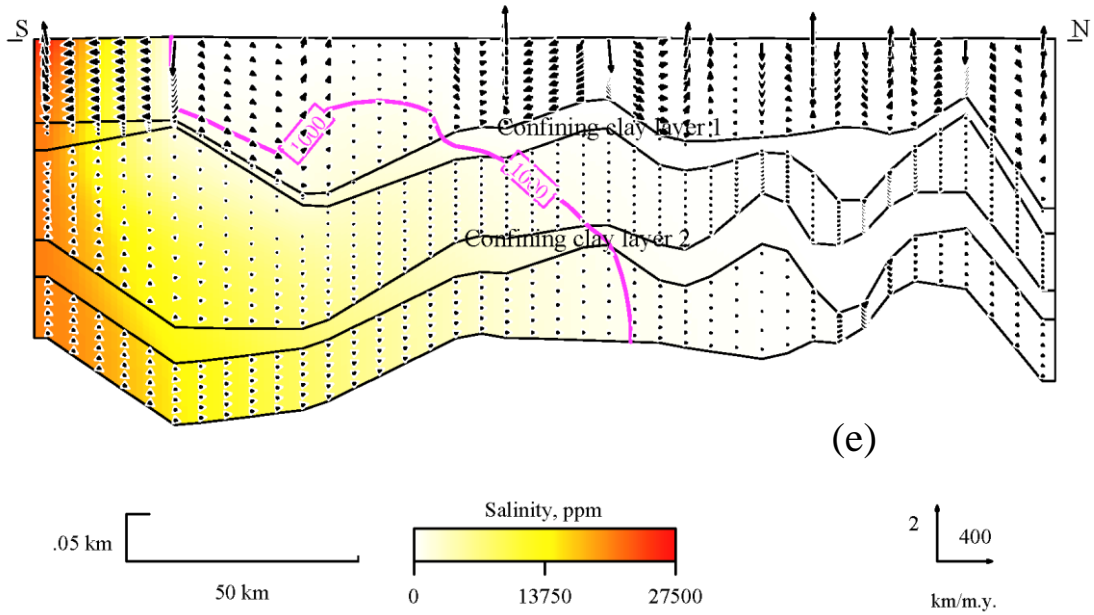 S
N
Confining clay layer 1
1000
1000
Confining clay layer 2
(e)
Salinity, ppm
.05 km
50 km
0
13750
27500
2
400
km/m.y.